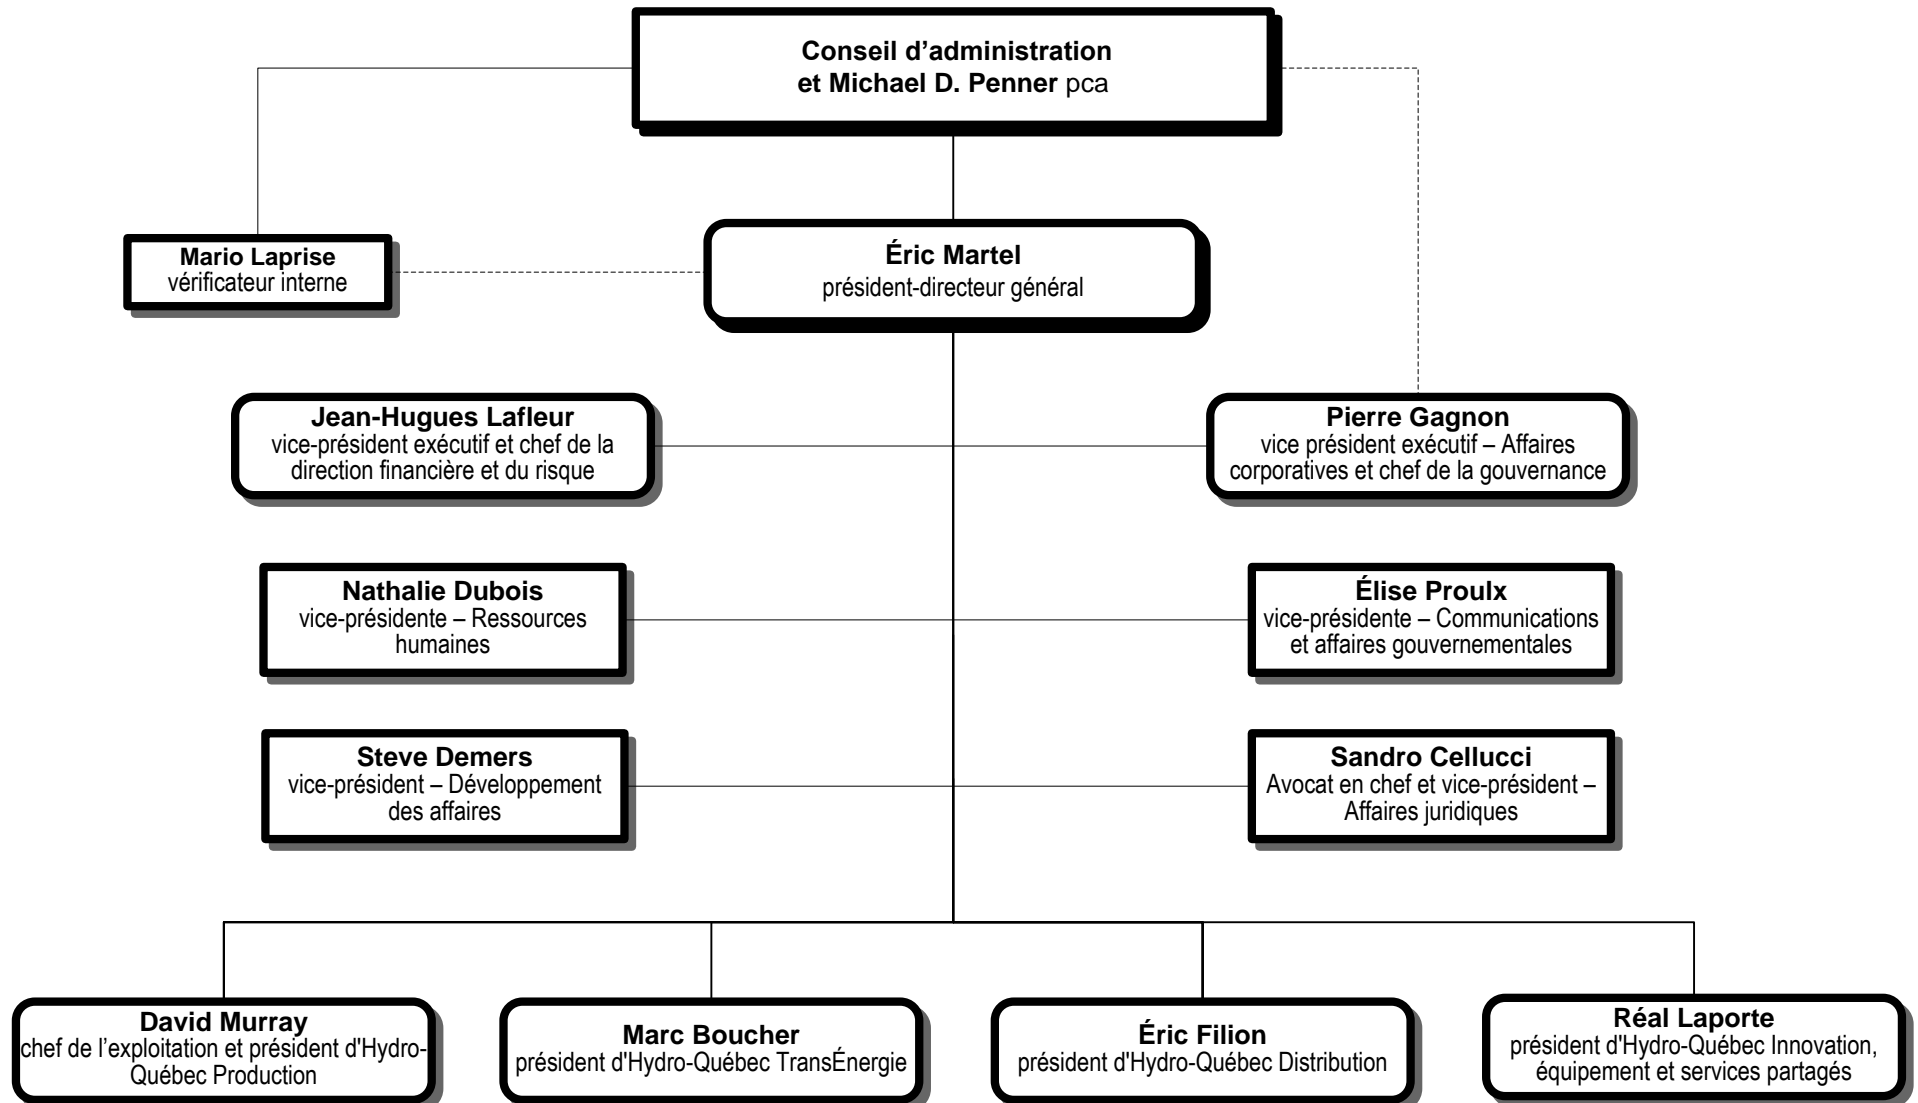 Conseil d’administration
et Michael D. Penner pca
Mario Laprise
vérificateur interne
Éric Martel
président-directeur général
Jean-Hugues Lafleur
vice-président exécutif et chef de la
direction financière et du risque
Pierre Gagnon
vice président exécutif – Affaires
corporatives et chef de la gouvernance
Nathalie Dubois
vice-présidente – Ressources
humaines
Élise Proulx
vice-présidente – Communications
et affaires gouvernementales
Steve Demers
vice-président – Développement
des affaires
Sandro Cellucci
Avocat en chef et vice-président –
Affaires juridiques
David Murray
chef de l’exploitation et président d'Hydro-
Québec Production
Marc Boucher
président d'Hydro-Québec TransÉnergie
Éric Filion
président d'Hydro-Québec Distribution
Réal Laporte
président d'Hydro-Québec Innovation,
équipement et services partagés